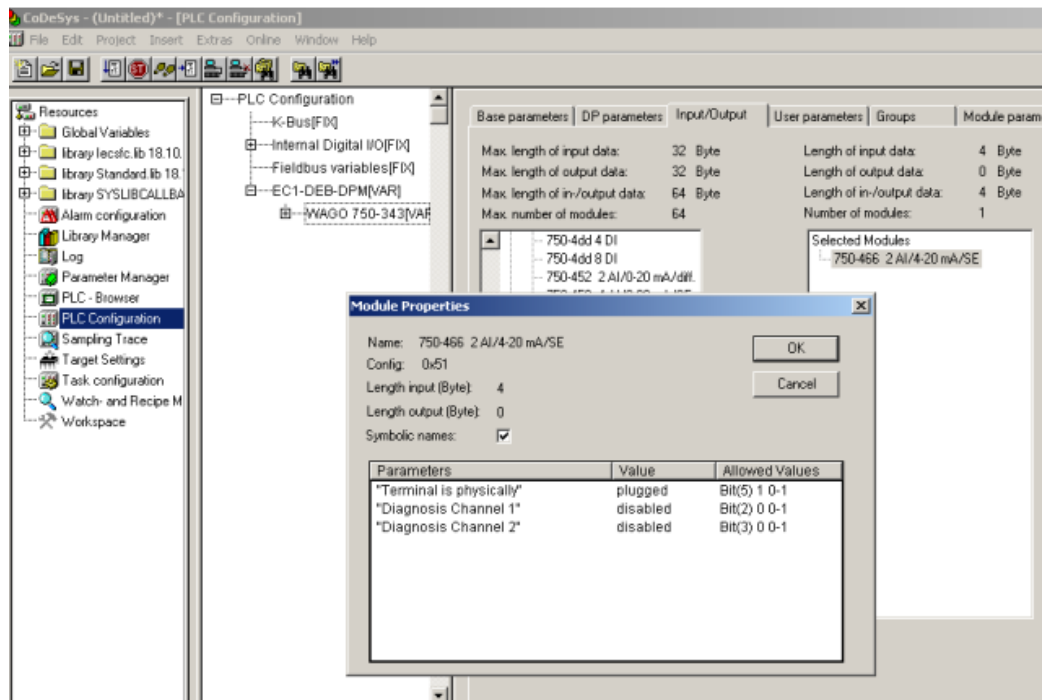 CoDeSys - (Untitled)* - [PLC Configuration]
File Edit Project Insert Extras Online Window Help
Resources
Global Variables
library Iecsfc.lib 18.10.
library Standard.lib 18.
library SYSLIBCALLBA
Alarm configuration
Library Manager
Log
Parameter Manager
PLC - Browser
PLC Configuration
Sampling Trace
Target Settings
Task configuration
Watch- and Recipe M
Workspace
PLC Configuration
K-Bus[FIX]
Internal Digital I/O[FIX]
Fieldbus variables[FIX]
EC1-DEB-DPM[VAR]
WAGO 750-343[VAR
Base parameters DP parameters Input/Output User parameters Groups Module param
Max. length of input data: 32 Byte Length of input data: 4 Byte
Max. length of output data: 32 Byte Length of output data: 0 Byte
Max. length of in-/output data: 64 Byte Length of in-/output data: 4 Byte
Max. number of modules: 64 Number of modules: 1
750-4dd 4 DI
750-4dd 8 DI
750-452 2 AI/0-20 mA/diff.
Selected Modules
750-466 2 AI/4-20 mA/SE
Module Properties
Name: 750-466 2 AI/4-20 mA/SE
Config: 0x51
Length input (Byte): 4
Length output (Byte): 0
Symbolic names:
OK
Cancel
Parameters Value Allowed Values
"Terminal is physically" plugged Bit(5) 1 0-1
"Diagnosis Channel 1" disabled Bit(2) 0 0-1
"Diagnosis Channel 2" disabled Bit(3) 0 0-1